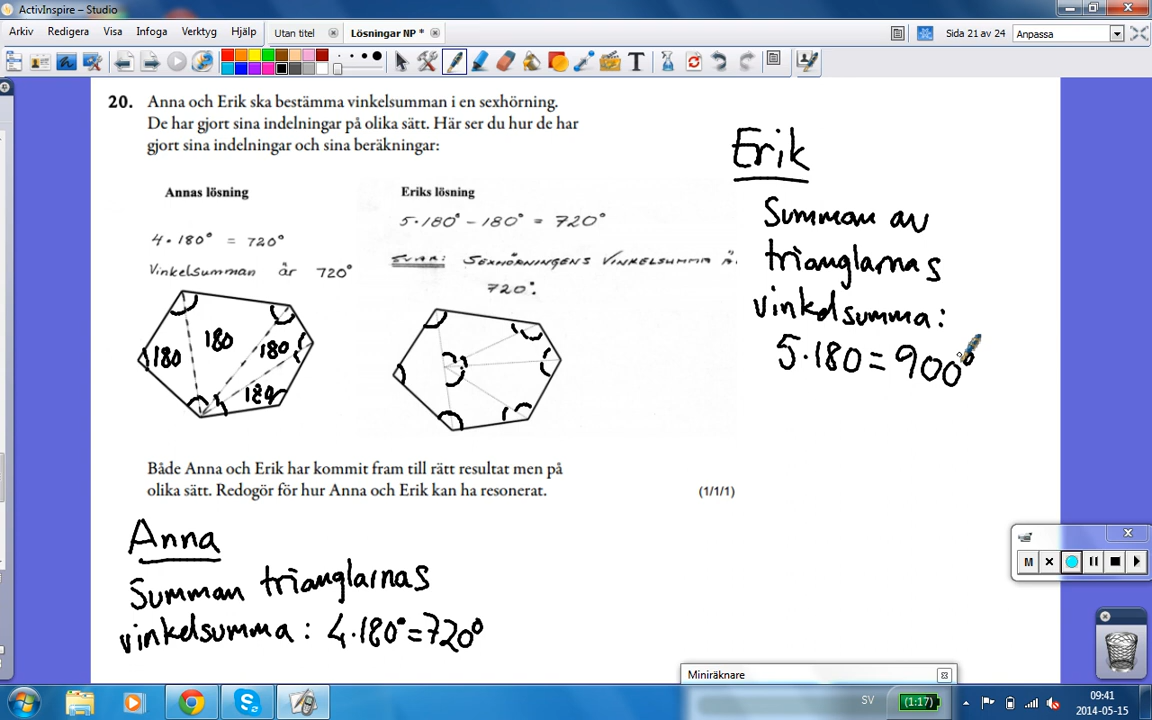 ActivInspire – Studio
Arkiv Redigera Visa Infoga Verktyg Hjälp Utan titel Lösningar NP * Sida 21 av 24 Anpassa
20. Anna och Erik ska bestämma vinkelsumman i en sexhörning.
De har gjort sina indelningar på olika sätt. Här ser du hur de har
gjort sina indelningar och sina beräkningar:
Annas lösning
4 · 180° = 720°
Vinkelsumman är 720°
180 180 180 180
Eriks lösning
5·180° – 180° = 720°
SVAR: SEXHÖRNINGENS VINKELSUMMA Ä
720°.
Både Anna och Erik har kommit fram till rätt resultat men på
olika sätt. Redogör för hur Anna och Erik kan ha resonerat.
(1/1/1)
Erik
Summan av
trianglarnas
vinkelsumma:
5·180=900°
Anna
Summan trianglarnas
vinkelsumma: 4·180°=720°
M
Miniräknare
SV (1:17) 09:41
2014-05-15